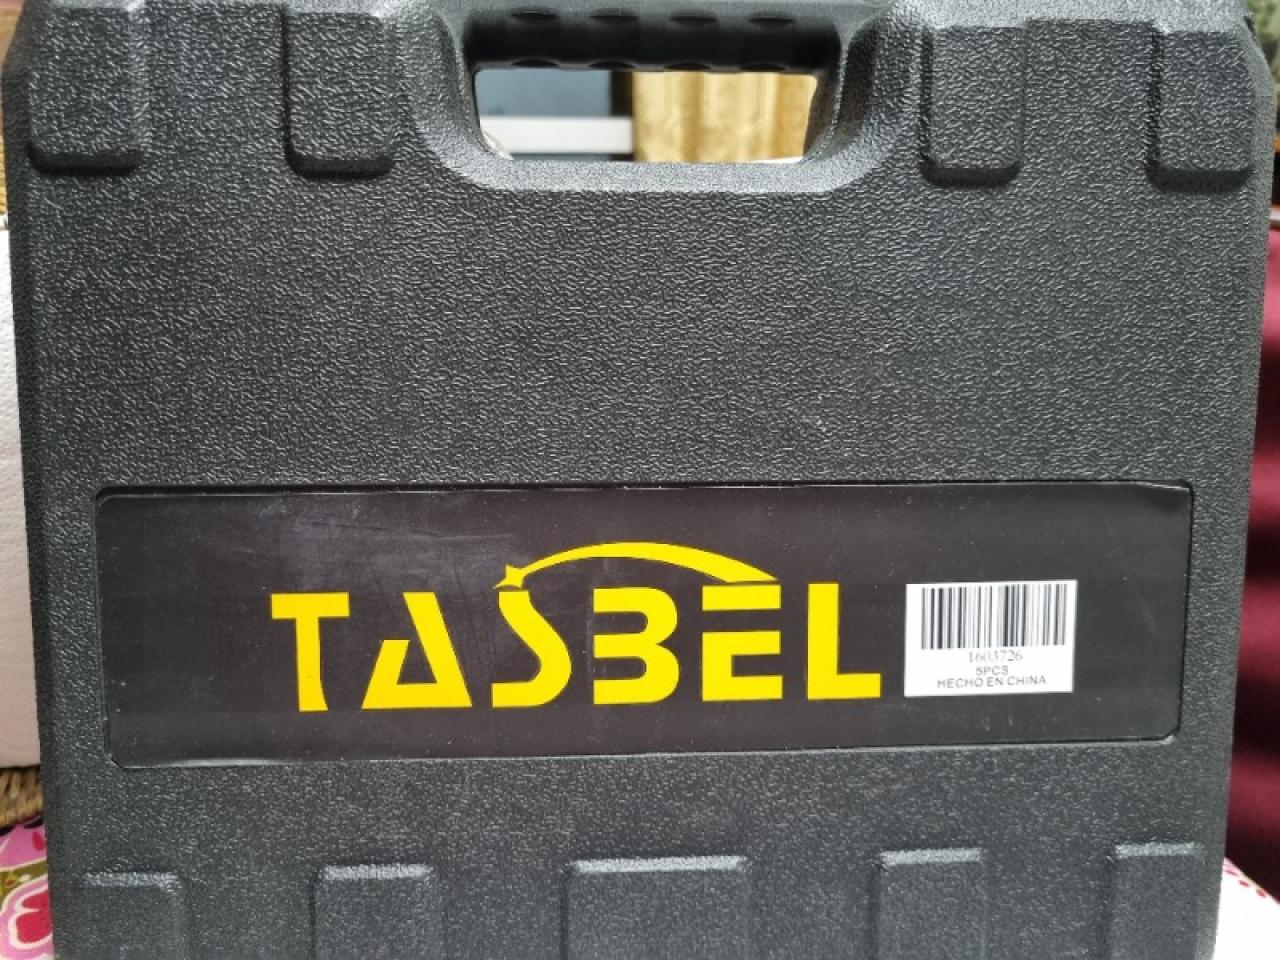 TASBEL
1603726
5PCS
HECHO EN CHINA